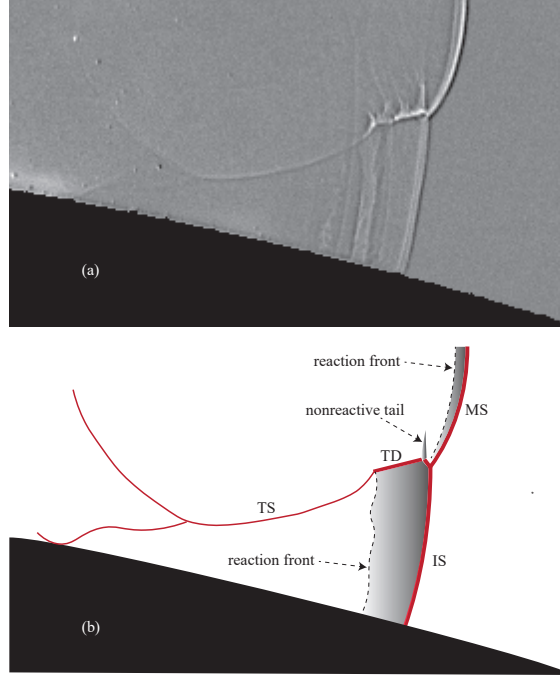 (a)
reaction front
nonreactive tail
MS
TD
TS
reaction front
IS
(b)